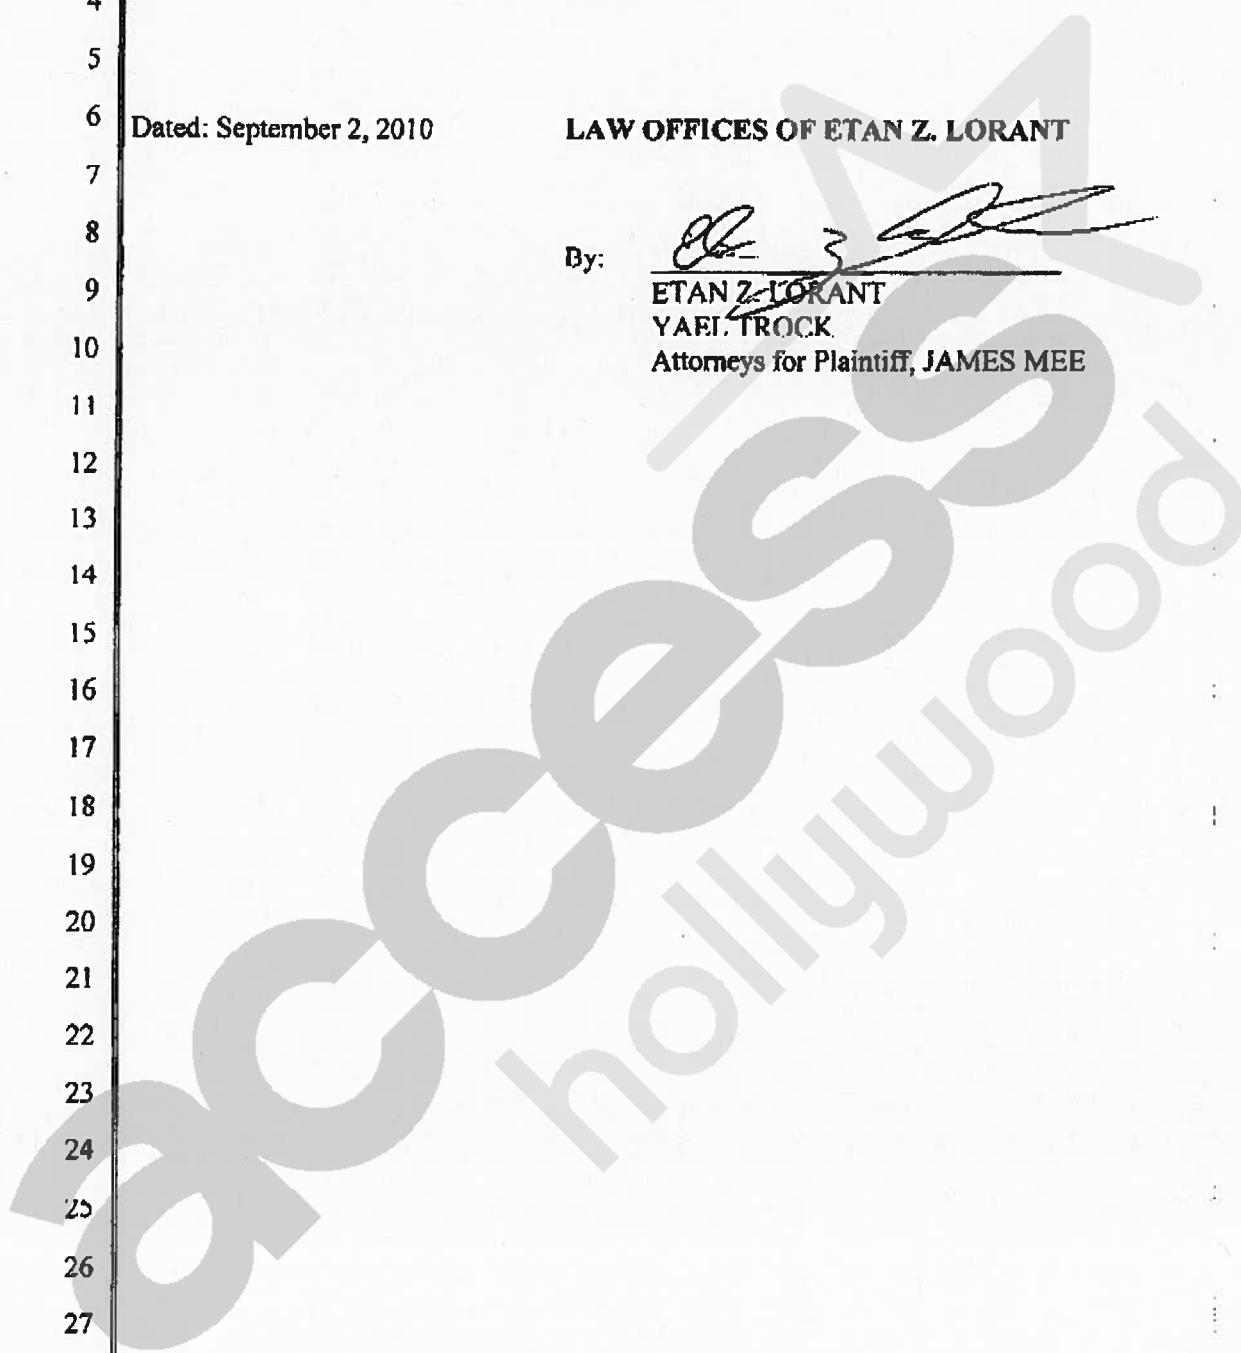 4
5
6 Dated: September 2, 2010 LAW OFFICES OF ETAN Z. LORANT
7
8 By:
9 ETAN Z. LORANT
YAEL TROCK
10 Attorneys for Plaintiff, JAMES MEE
11
12
13
14
15
16
17
18
19
20
21
22
23
24
25
26
27
access
hollywood